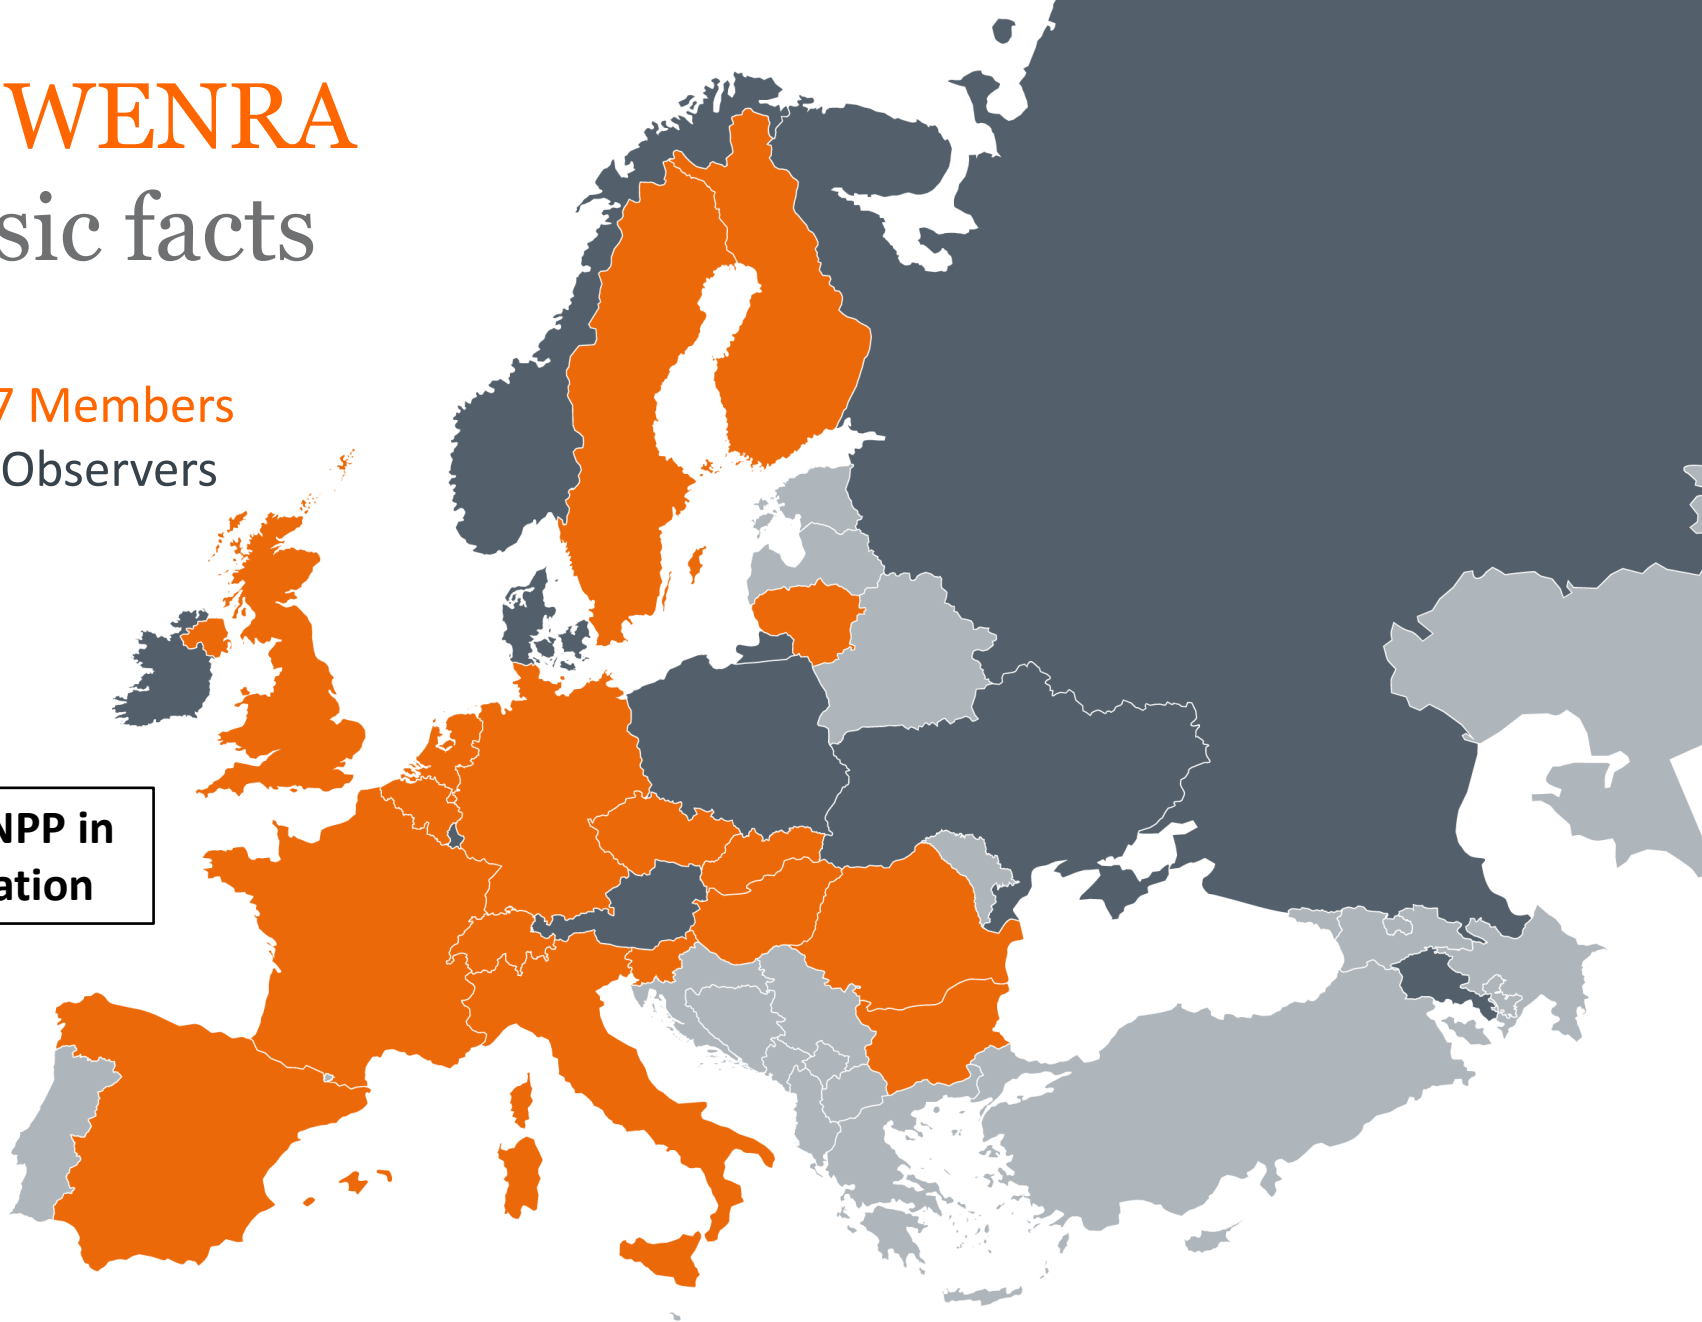 WENRA
sic facts
7 Members
Observers
NPP in
ation